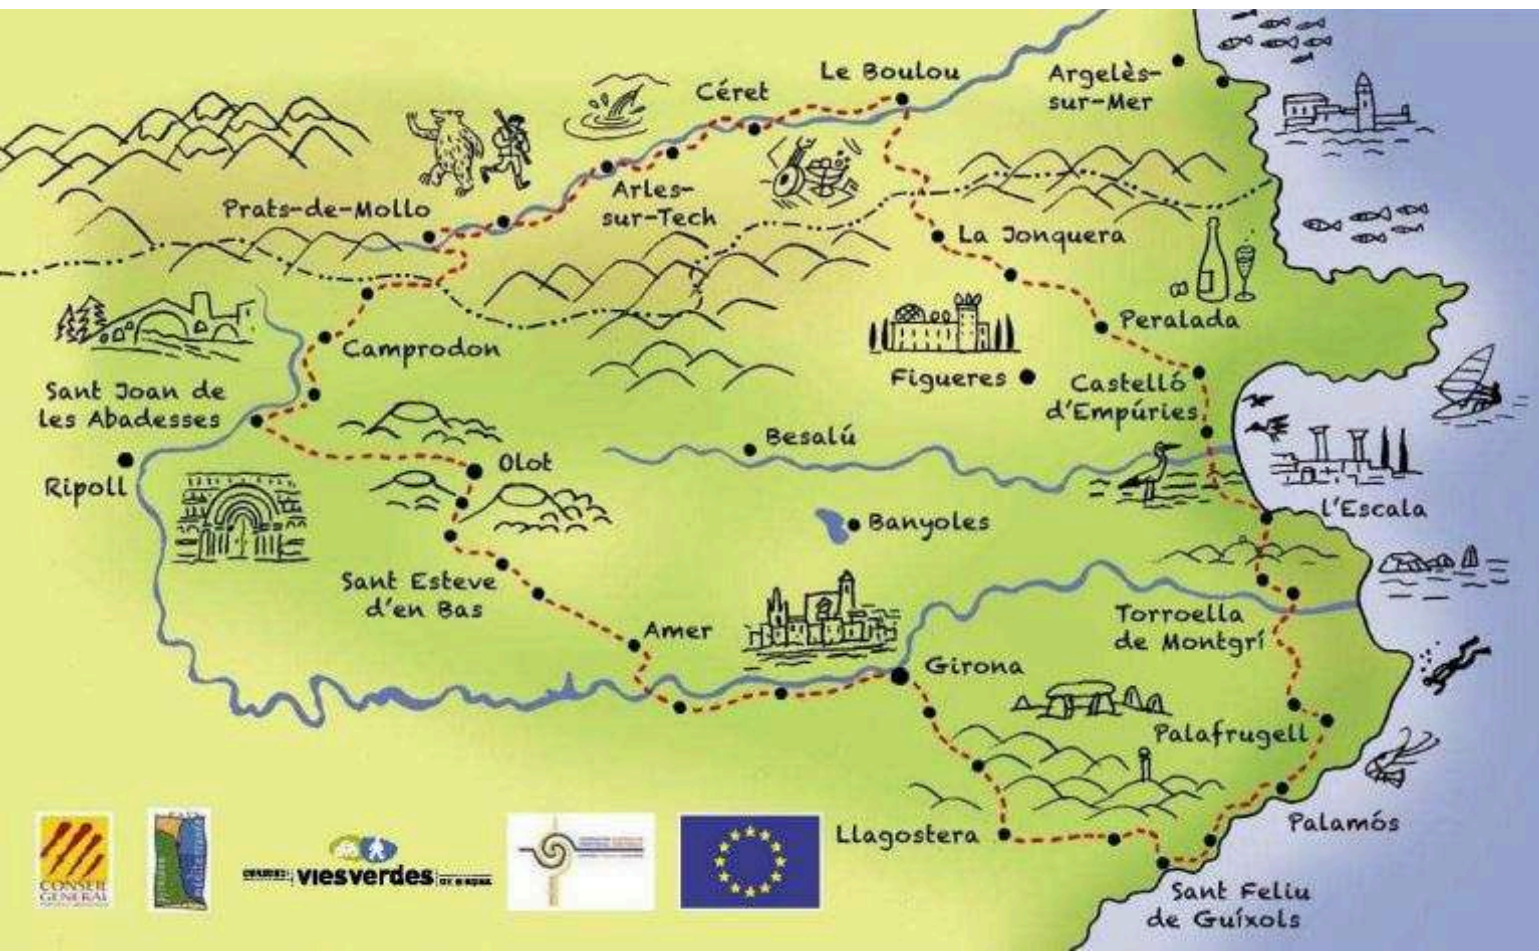 Le Boulou
Argelès-
sur-Mer
Céret
Arles-
sur-Tech
Prats-de-Mollo
La Jonquera
Peralada
Camprodon
Figueres
Castelló
d'Empúries
Sant Joan de
les Abadesses
Besalú
Olot
Ripoll
l'Escala
Banyoles
Sant Esteve
d'en Bas
Torroella
de Montgrí
Amer
Girona
Palafrugell
Palamós
Llagostera
Sant Feliu
de Guíxols
CONSELL
GENERAL
viesverdes